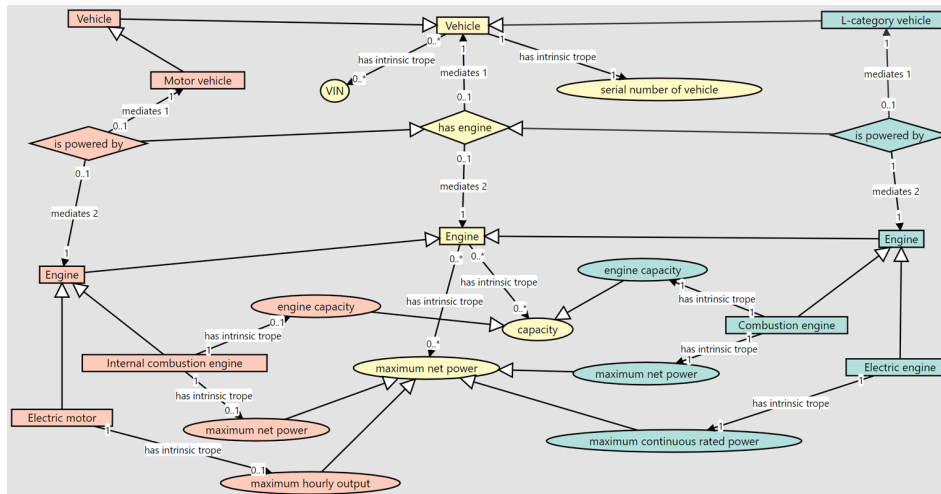 Vehicle
Vehicle
L-category vehicle
1
0..*
1
1
has intrinsic trope
has intrinsic trope
Motor vehicle
1
mediates 1
mediates 1
0..*
VIN
1
serial number of vehicle
mediates 1
0..1
0..1
0..1
is powered by
has engine
is powered by
0..1
0..1
1
mediates 2
mediates 2
mediates 2
1
1
1
Engine
Engine
Engine
0..*
0..*
engine capacity
has intrinsic trope
has intrinsic trope
1
has intrinsic trope
engine capacity
0..*
1
0..1
has intrinsic trope
capacity
Combustion engine
1
1
has intrinsic trope
0..*
Internal combustion engine
maximum net power
1
maximum net power
Electric engine
1
has intrinsic trope
1
has intrinsic trope
0..1
Electric motor
1
maximum net power
1
maximum continuous rated power
has intrinsic trope
0..1
maximum hourly output